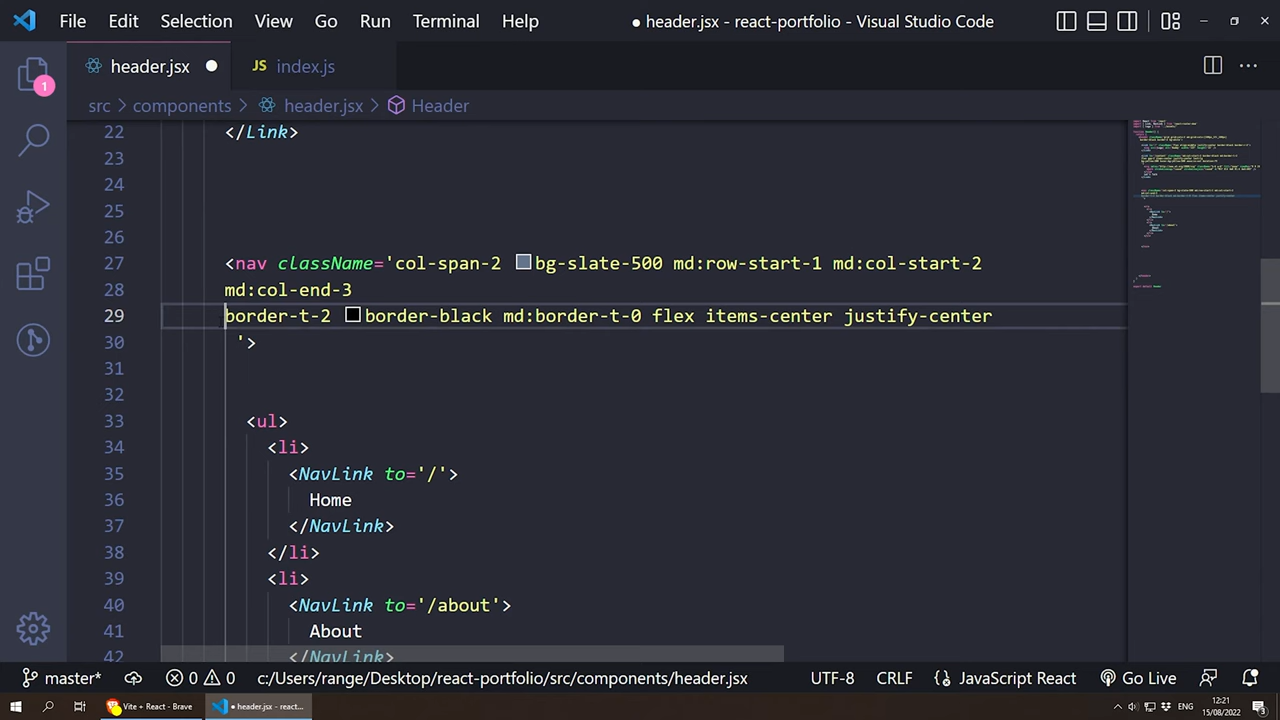 File Edit Selection View Go Run Terminal Help ● header.jsx - react-portfolio - Visual Studio Code
header.jsx JS index.js
src > components > header.jsx > Header
1
22 </Link>
23
24
25
26
27 <nav className='col-span-2 bg-slate-500 md:row-start-1 md:col-start-2
28 md:col-end-3
29 border-t-2 border-black md:border-t-0 flex items-center justify-center
30 '>
31
32
33 <ul>
34 <li>
35 <NavLink to='/'>
36 Home
37 </NavLink>
38 </li>
39 <li>
40 <NavLink to='/about'>
41 About
42 </NavLink>
master* 0 0 c:/Users/range/Desktop/react-portfolio/src/components/header.jsx UTF-8 CRLF {} JavaScript React Go Live
Vite + React - Brave ● header.jsx - react... ENG 12:21
15/08/2022 3